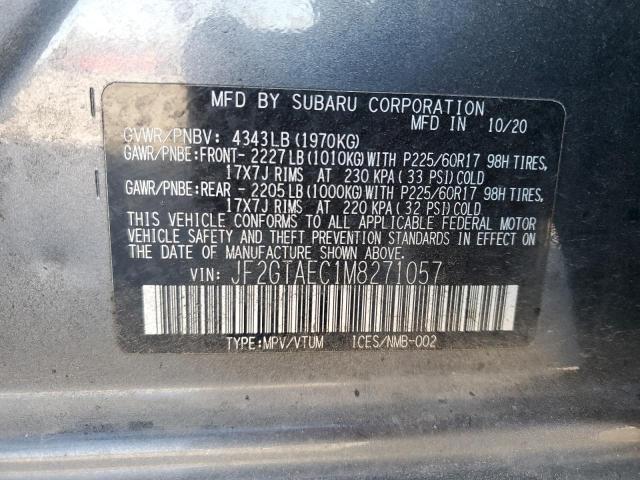 MFD BY SUBARU CORPORATION
MFD IN 10/20
GVWR/PNBV: 4343LB(1970KG)
GAWR/PNBE:FRONT- 2227LB(1010KG)WITH P225/60R17 98H TIRES,
17X7J RIMS AT 230 KPA(33 PSI)COLD
GAWR/PNBE:REAR - 2205LB(1000KG)WITH P225/60R17 98H TIRES,
17X7J RIMS AT 220 KPA(32 PSI)COLD
THIS VEHICLE CONFORMS TO ALL APPLICABLE FEDERAL MOTOR
VEHICLE SAFETY AND THEFT PREVENTION STANDARDS IN EFFECT ON
THE DATE OF MANUFACTURE SHOWN ABOVE.
VIN: JF2GTAEC1M8271057
TYPE:MPV/VTUM ICES/NMB-002